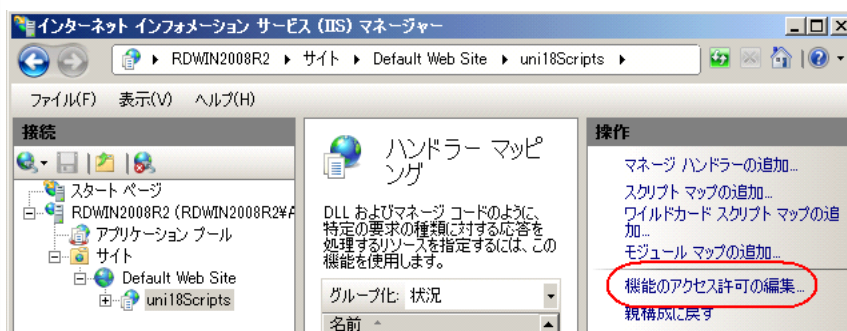 インターネット インフォメーション サービス (IIS) マネージャー
RDWIN2008R2 サイト Default Web Site uni18Scripts
ファイル(F) 表示(V) ヘルプ(H)
接続
スタート ページ
RDWIN2008R2 (RDWIN2008R2¥A
アプリケーション プール
サイト
Default Web Site
uni18Scripts
ハンドラー マッピ
ング
DLL およびマネージ コードのように、
特定の要求の種類に対する応答を
処理するリソースを指定するには、この
機能を使用します。
グループ化: 状況
名前
操作
マネージ ハンドラーの追加...
スクリプト マップの追加...
ワイルドカード スクリプト マップの追
加...
モジュール マップの追加...
機能のアクセス許可の編集...
親構成に戻す